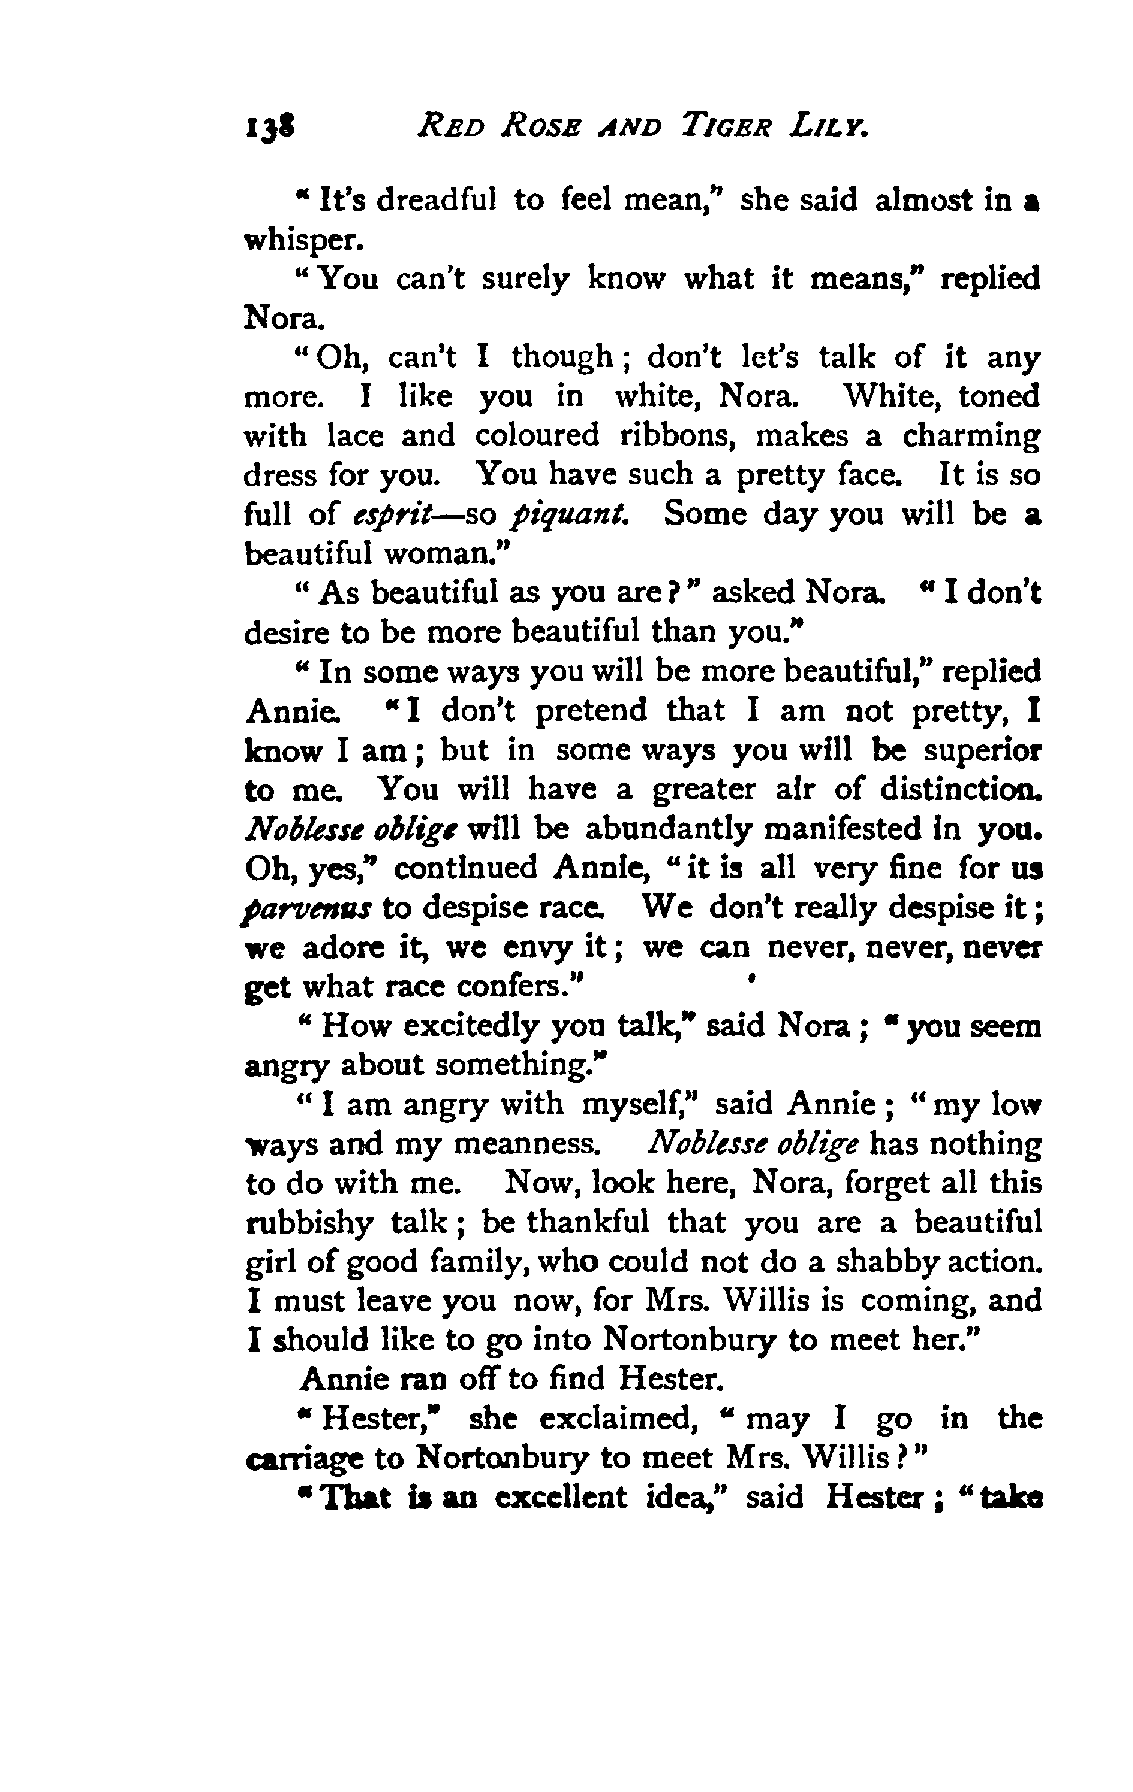 138 RED ROSE AND TIGER LILY.
"It's dreadful to feel mean," she said almost in a
whisper.
"You can't surely know what it means," replied
Nora.
"Oh, can't I though; don't let's talk of it any
more. I like you in white, Nora. White, toned
with lace and coloured ribbons, makes a charming
dress for you. You have such a pretty face. It is so
full of esprit—so piquant. Some day you will be a
beautiful woman."
"As beautiful as you are?" asked Nora. "I don't
desire to be more beautiful than you."
"In some ways you will be more beautiful," replied
Annie. "I don't pretend that I am not pretty, I
know I am; but in some ways you will be superior
to me. You will have a greater air of distinction.
Noblesse oblige will be abundantly manifested in you.
Oh, yes," continued Annie, "it is all very fine for us
parvenus to despise race. We don't really despise it;
we adore it, we envy it; we can never, never, never
get what race confers."
"How excitedly you talk," said Nora; "you seem
angry about something."
"I am angry with myself," said Annie; "my low
ways and my meanness. Noblesse oblige has nothing
to do with me. Now, look here, Nora, forget all this
rubbishy talk; be thankful that you are a beautiful
girl of good family, who could not do a shabby action.
I must leave you now, for Mrs. Willis is coming, and
I should like to go into Nortonbury to meet her."
Annie ran off to find Hester.
"Hester," she exclaimed, "may I go in the
carriage to Nortonbury to meet Mrs. Willis?"
"That is an excellent idea," said Hester; "take